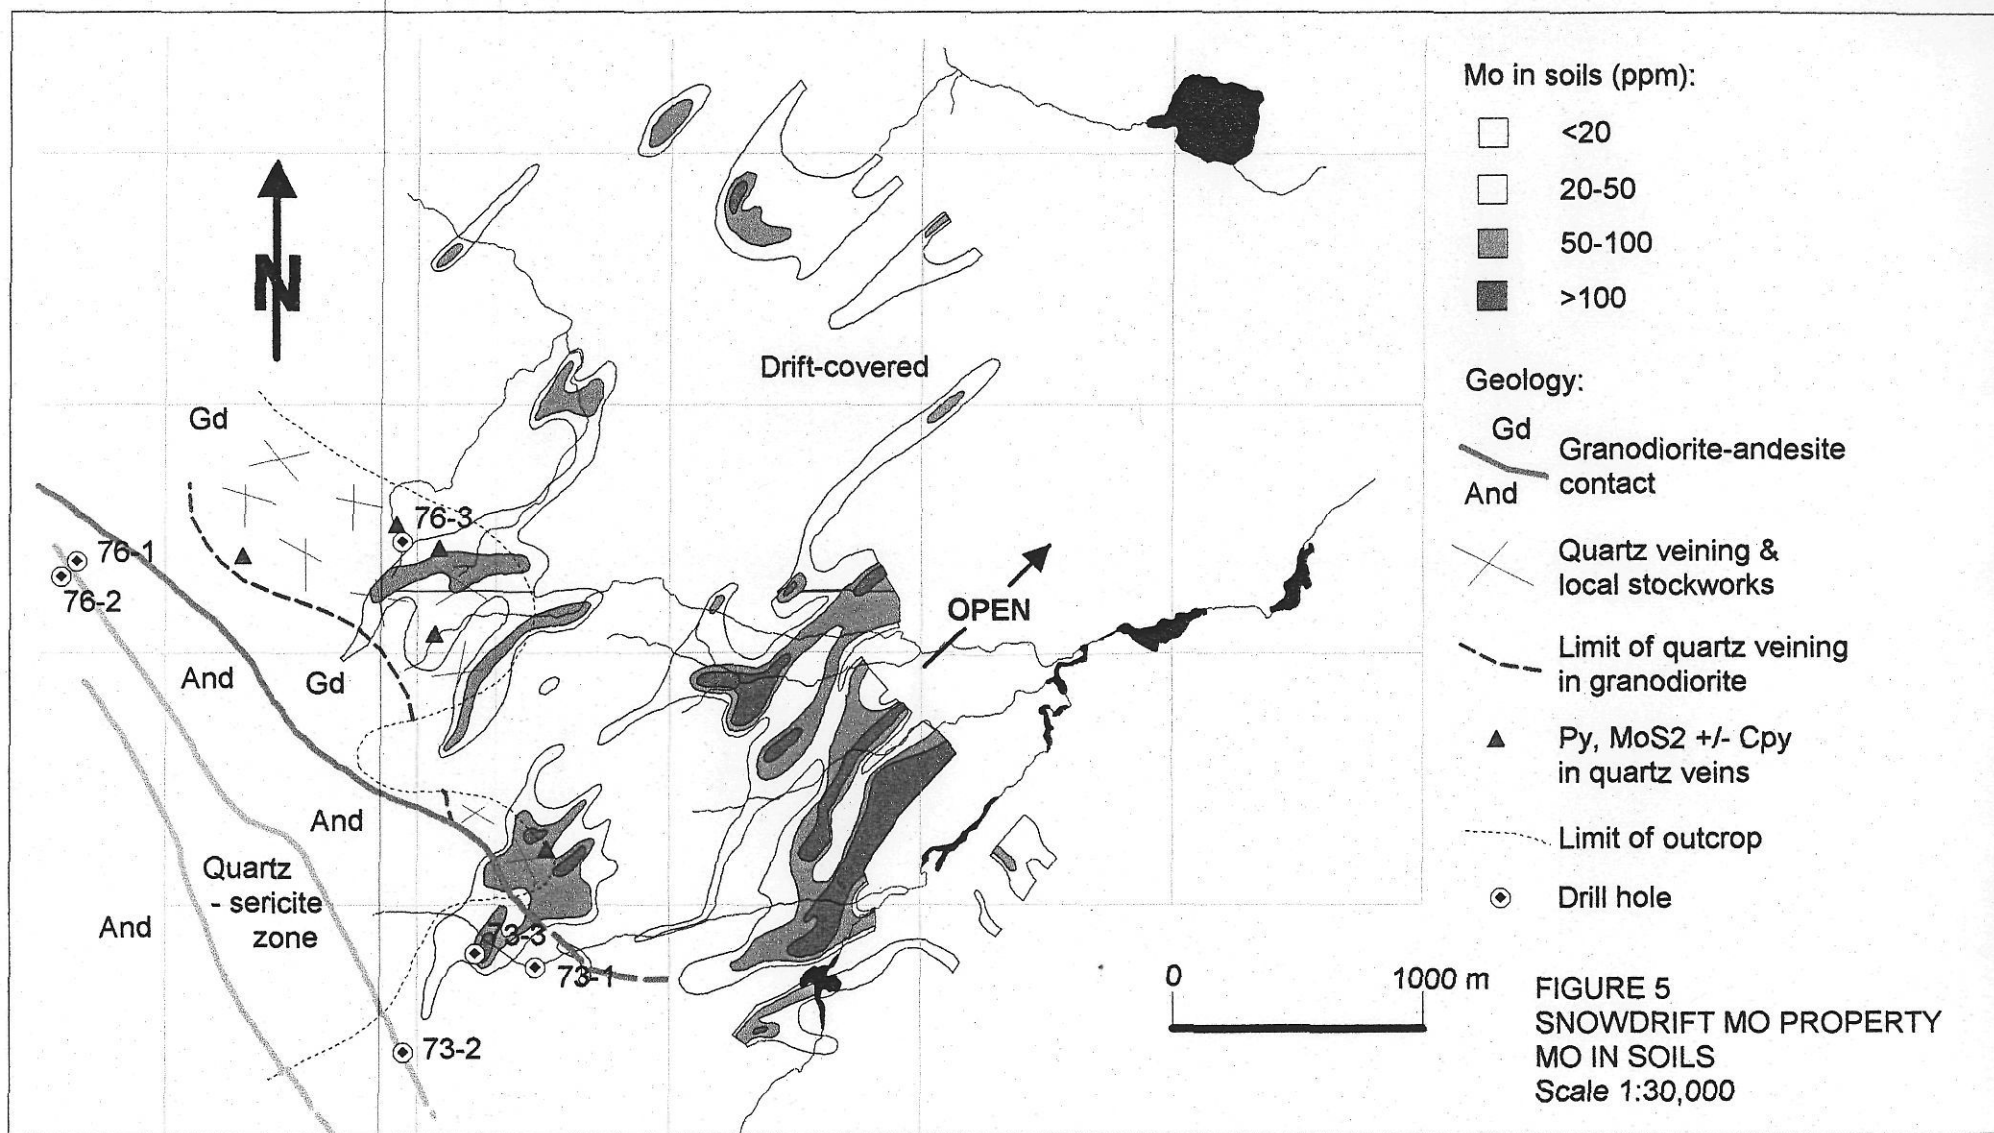 Mo in soils (ppm):
<20
20-50
50-100
>100
N
Drift-covered
Geology:
Gd
Granodiorite-andesite
contact
And
Gd
76-3
76-1
76-2
Quartz veining &
local stockworks
OPEN
Limit of quartz veining
in granodiorite
And
Gd
Py, MoS2 +/- Cpy
in quartz veins
And
Limit of outcrop
Quartz
- sericite
zone
And
Drill hole
73-3
73-1
73-2
0
1000 m
FIGURE 5
SNOWDRIFT MO PROPERTY
MO IN SOILS
Scale 1:30,000